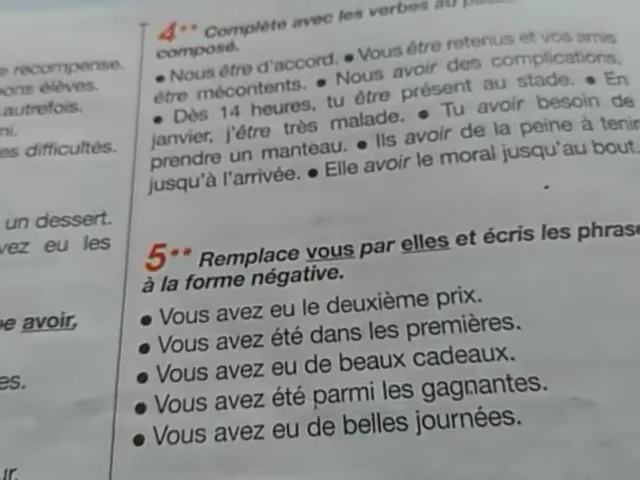 récompense.
élèves.
autrefois.
es difficultés.
un dessert.
vez eu les
avoir,
es.
ur.
4** Complète avec les verbes au
composé.
• Nous être d'accord. • Vous être retenus et vos amis
être mécontents. • Nous avoir des complications.
• Dès 14 heures, tu être présent au stade. • En
janvier, j'être très malade. • Tu avoir besoin de
prendre un manteau. • Ils avoir de la peine à tenir
jusqu'à l'arrivée. • Elle avoir le moral jusqu'au bout.
5** Remplace vous par elles et écris les phrase
à la forme négative.
• Vous avez eu le deuxième prix.
• Vous avez été dans les premières.
• Vous avez eu de beaux cadeaux.
• Vous avez été parmi les gagnantes.
• Vous avez eu de belles journées.